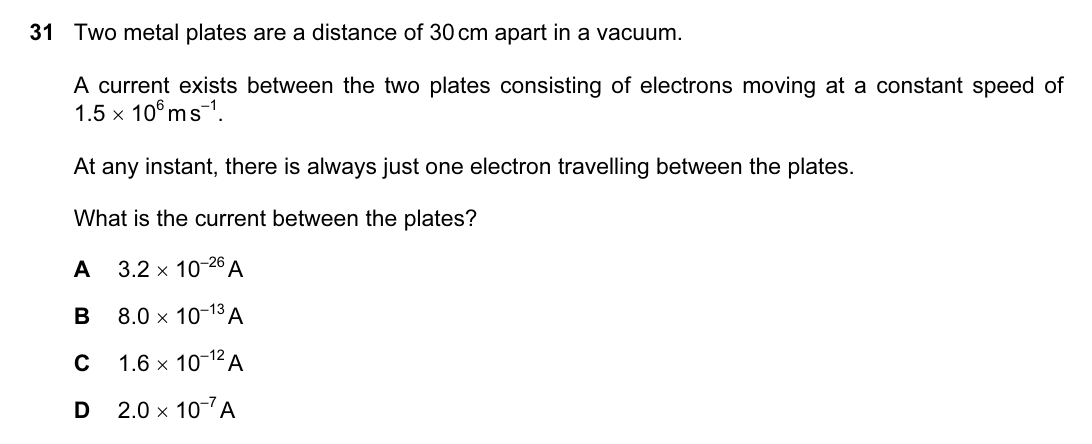 31 Two metal plates are a distance of 30 cm apart in a vacuum.
A current exists between the two plates consisting of electrons moving at a constant speed of
1.5 × 10⁶ m s⁻¹.
At any instant, there is always just one electron travelling between the plates.
What is the current between the plates?
A 3.2 × 10⁻²⁶ A
B 8.0 × 10⁻¹³ A
C 1.6 × 10⁻¹² A
D 2.0 × 10⁻⁷ A